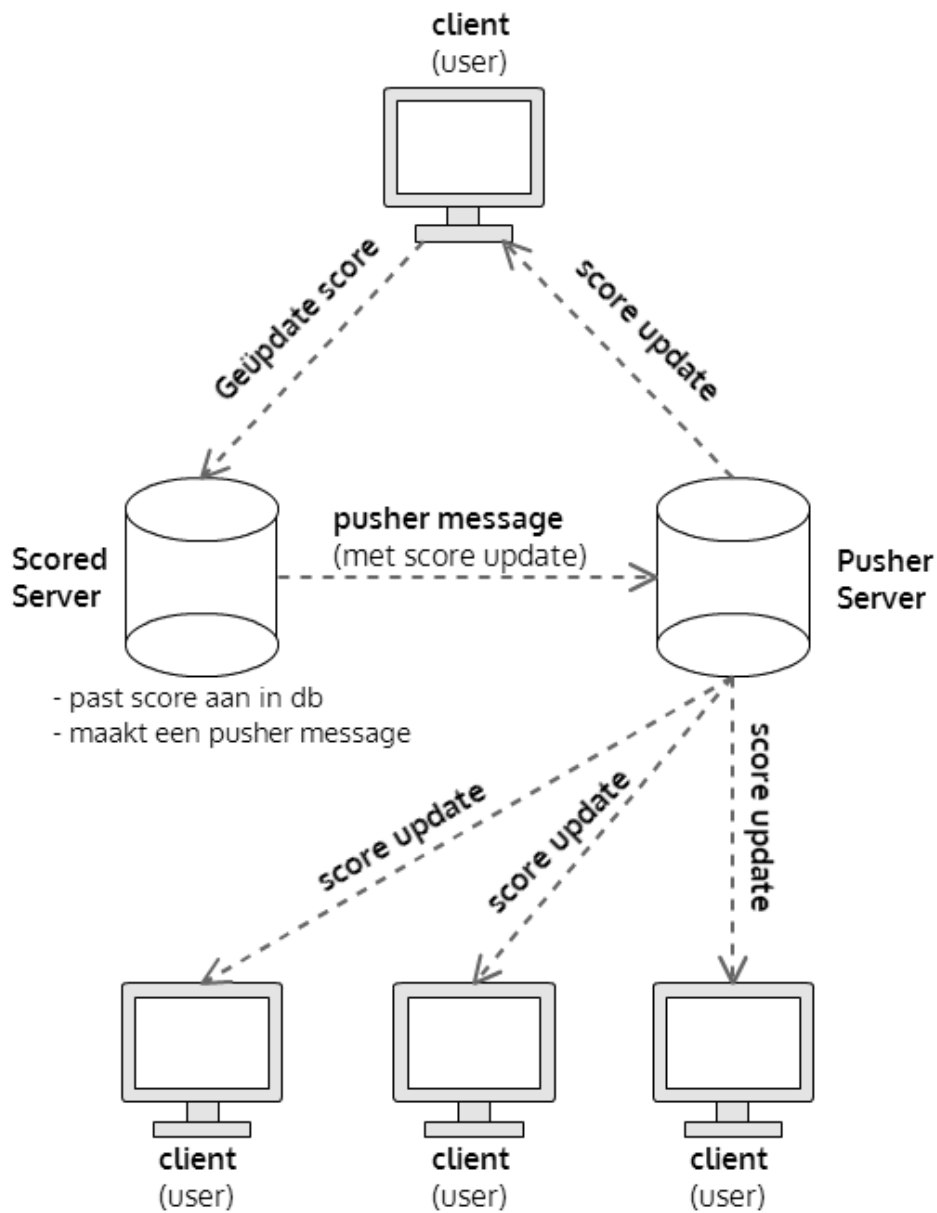 client
(user)
Geüpdate score
score update
pusher message
(met score update)
Scored
Server
Pusher
Server
- past score aan in db
- maakt een pusher message
score update
score update
score update
client
(user)
client
(user)
client
(user)